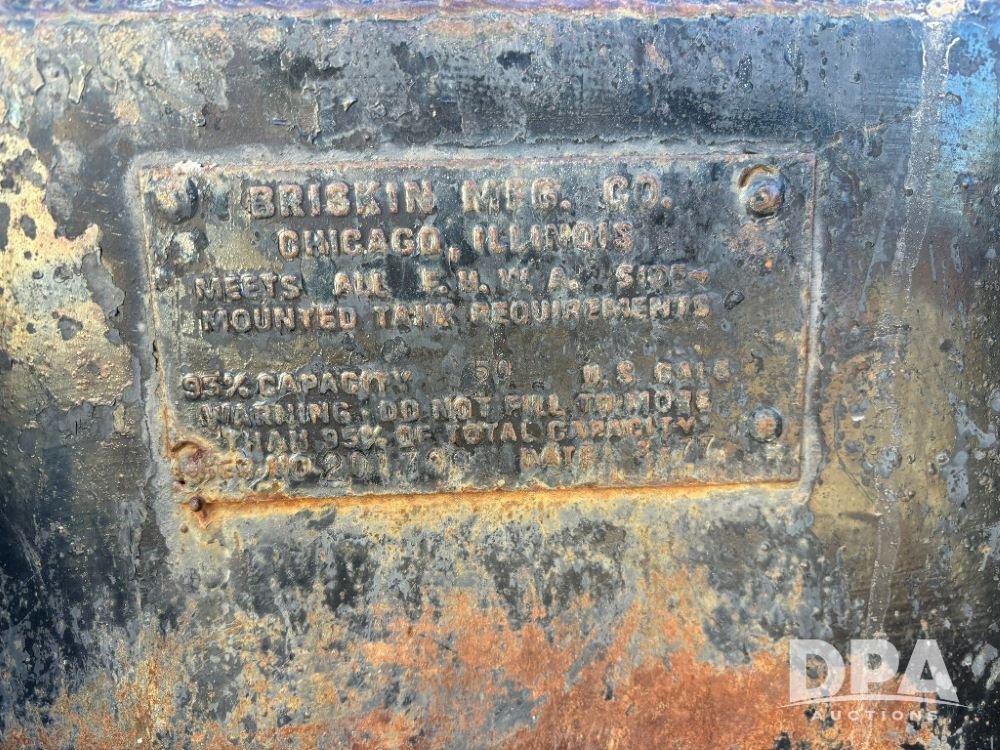 BRISKIN MFG. CO.
CHICAGO, ILLINOIS
MEETS ALL F.H.W.A. SIDE-
MOUNTED TANK REQUIREMENTS
95% CAPACITY 50 U.S. GALS
WARNING: DO NOT FILL TO MORE
THAN 95% OF TOTAL CAPACITY
NO. DATE
DPA
AUCTIONS